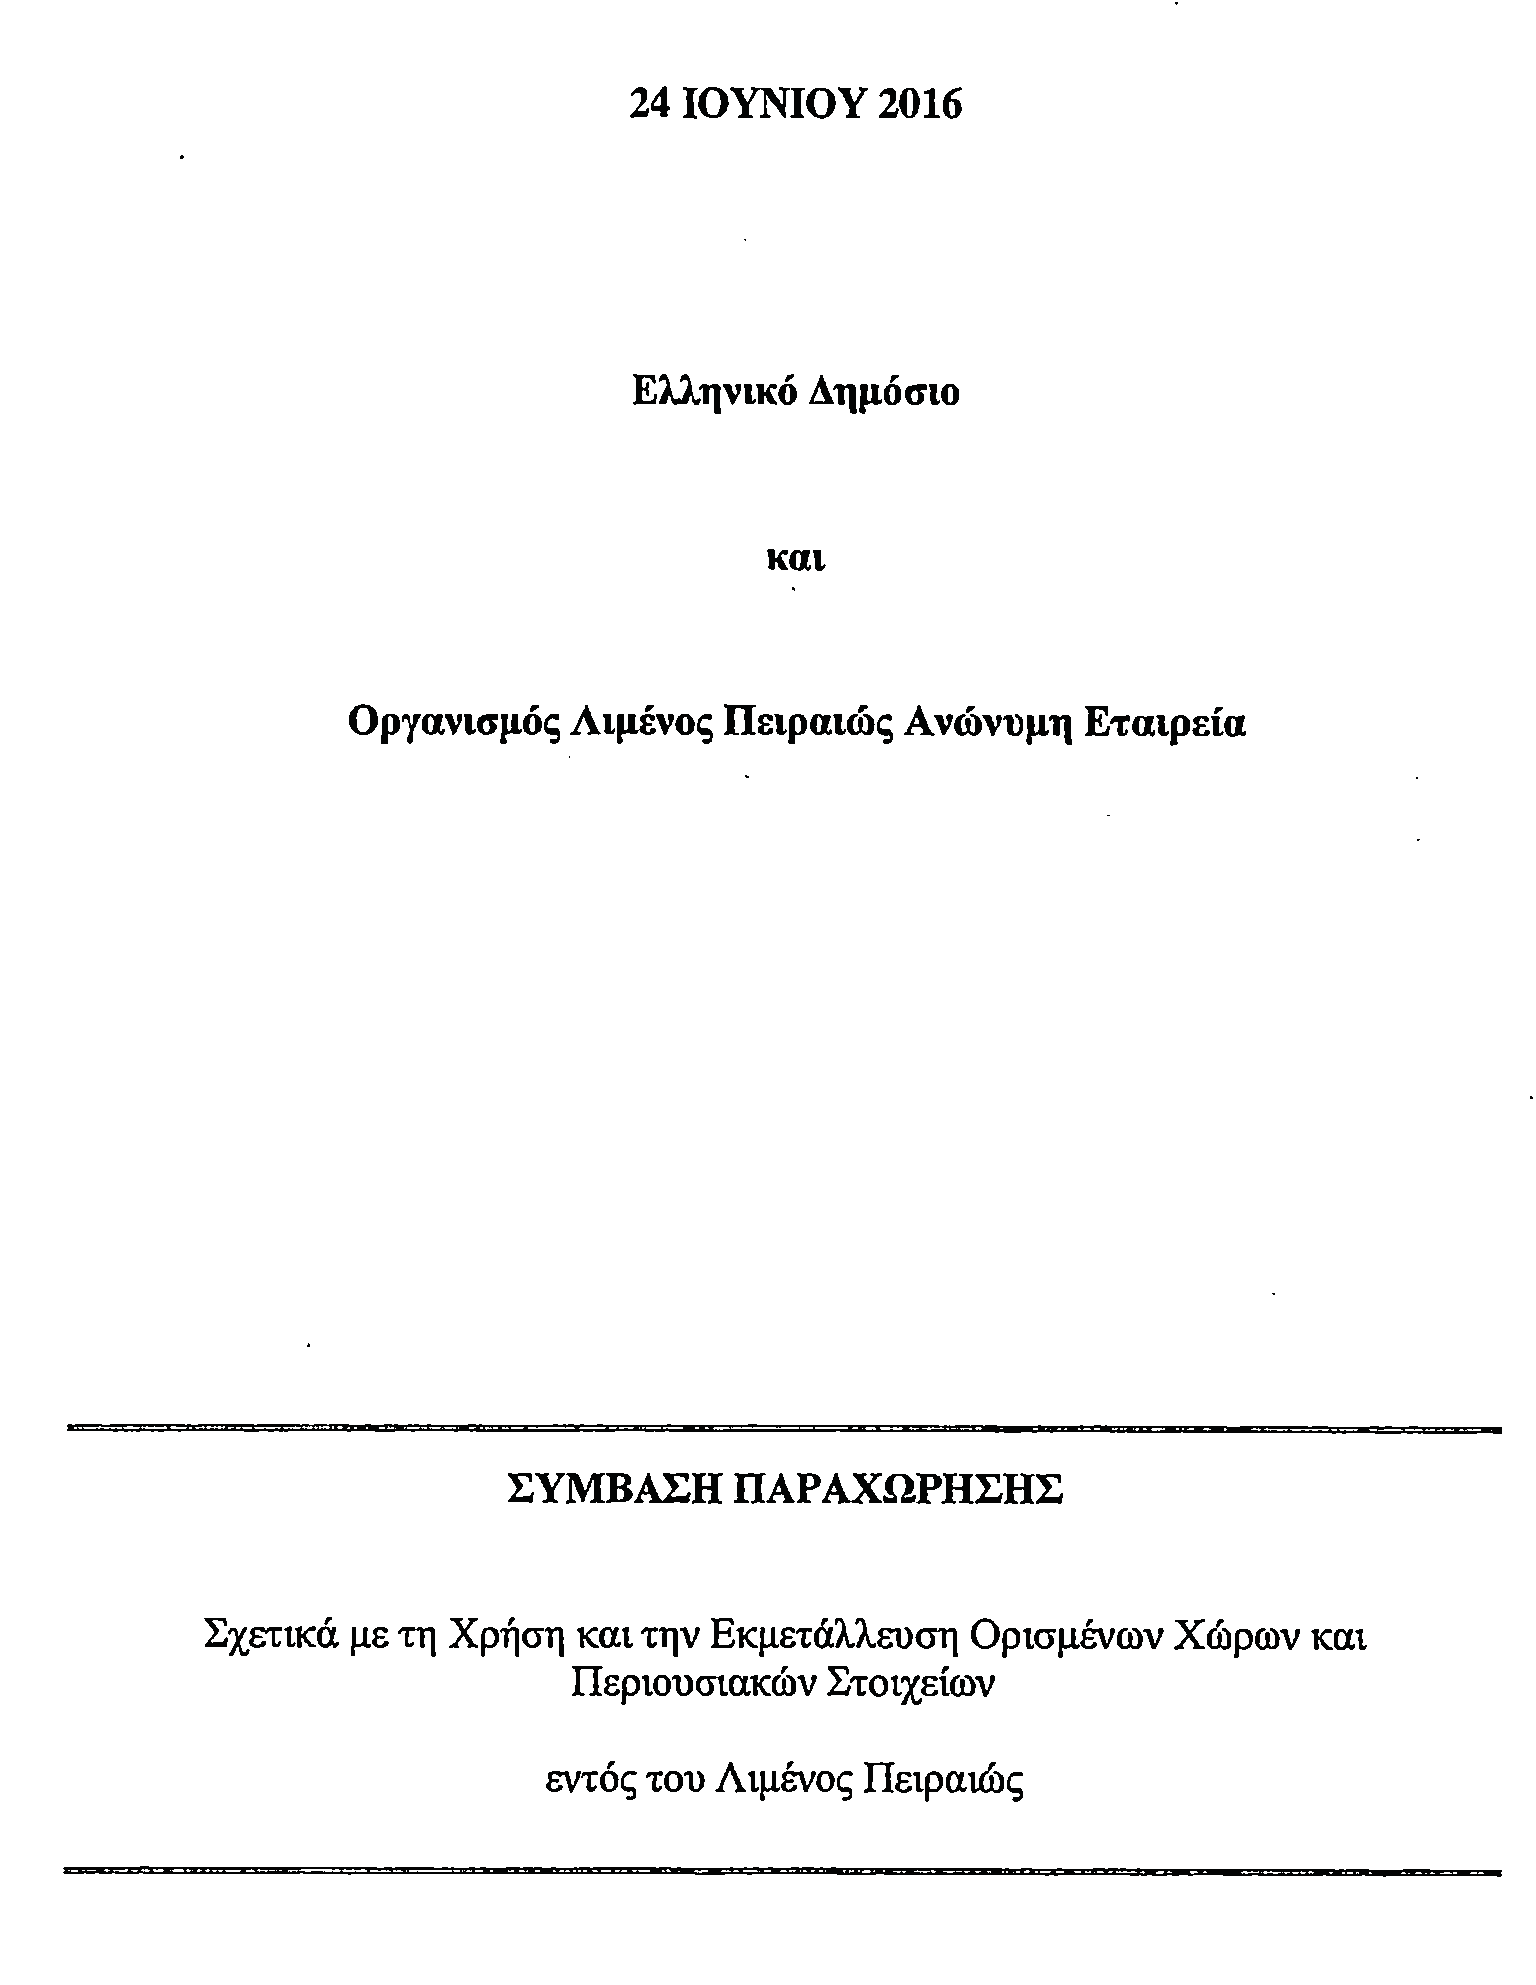 24 ΙΟΥΝΙΟΥ 2016
Ελληνικό Δημόσιο
και
Οργανισμός Λιμένος Πειραιώς Ανώνυμη Εταιρεία
ΣΥΜΒΑΣΗ ΠΑΡΑΧΩΡΗΣΗΣ
Σχετικά με τη Χρήση και την Εκμετάλλευση Ορισμένων Χώρων και
Περιουσιακών Στοιχείων
εντός του Λιμένος Πειραιώς